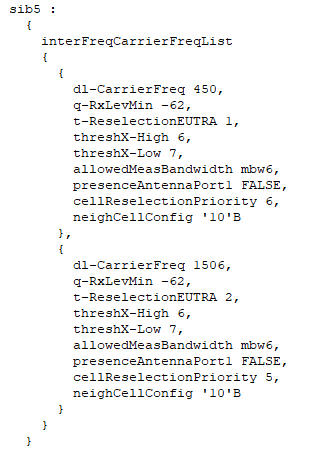 sib5 :
{
interFreqCarrierFreqList
{
{
dl-CarrierFreq 450,
q-RxLevMin -62,
t-ReselectionEUTRA 1,
threshX-High 6,
threshX-Low 7,
allowedMeasBandwidth mbw6,
presenceAntennaPort1 FALSE,
cellReselectionPriority 6,
neighCellConfig '10'B
},
{
dl-CarrierFreq 1506,
q-RxLevMin -62,
t-ReselectionEUTRA 2,
threshX-High 6,
threshX-Low 7,
allowedMeasBandwidth mbw6,
presenceAntennaPort1 FALSE,
cellReselectionPriority 5,
neighCellConfig '10'B
}
}
}